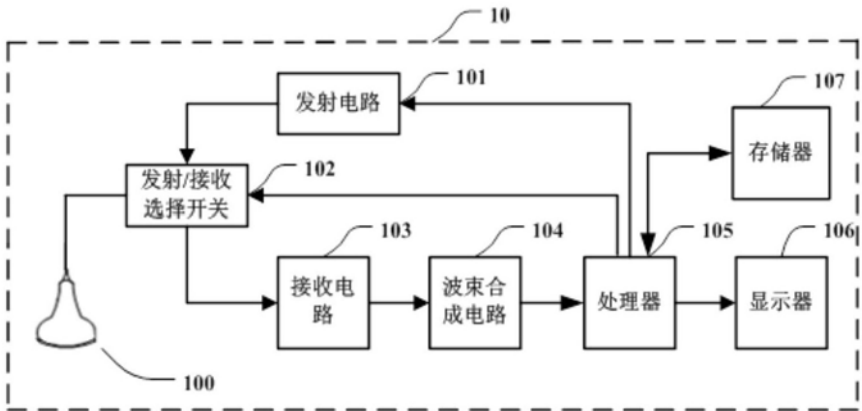 10
101
发射电路
107
存储器
发射/接收
选择开关
102
103
104
105
106
接收电
路
波束合
成电路
处理器
显示器
100